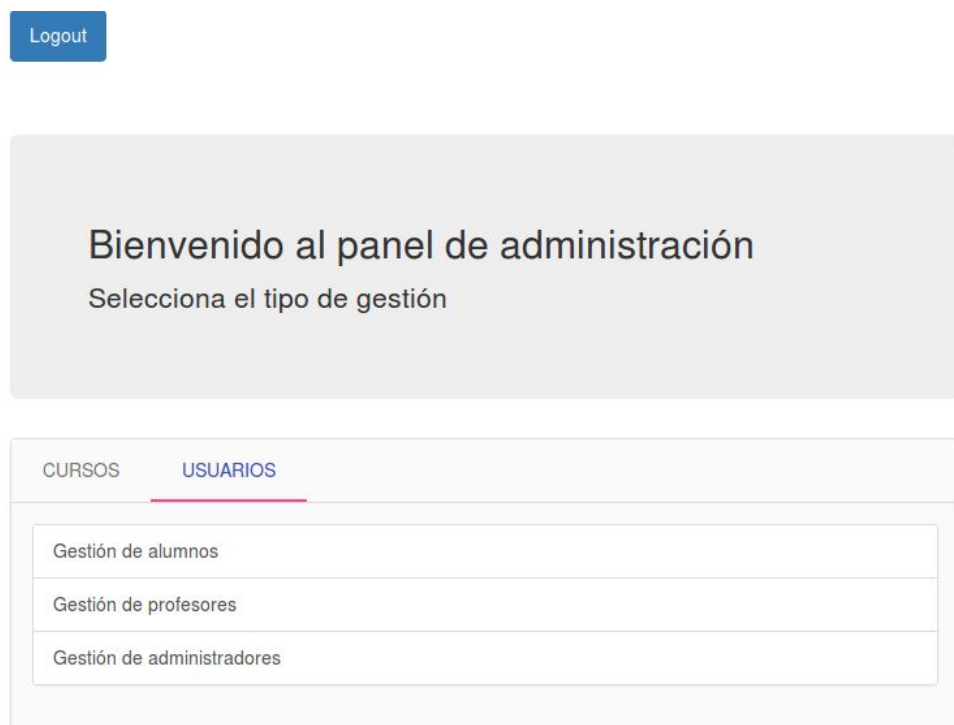 Logout
Bienvenido al panel de administración
Selecciona el tipo de gestión
CURSOS USUARIOS
Gestión de alumnos
Gestión de profesores
Gestión de administradores